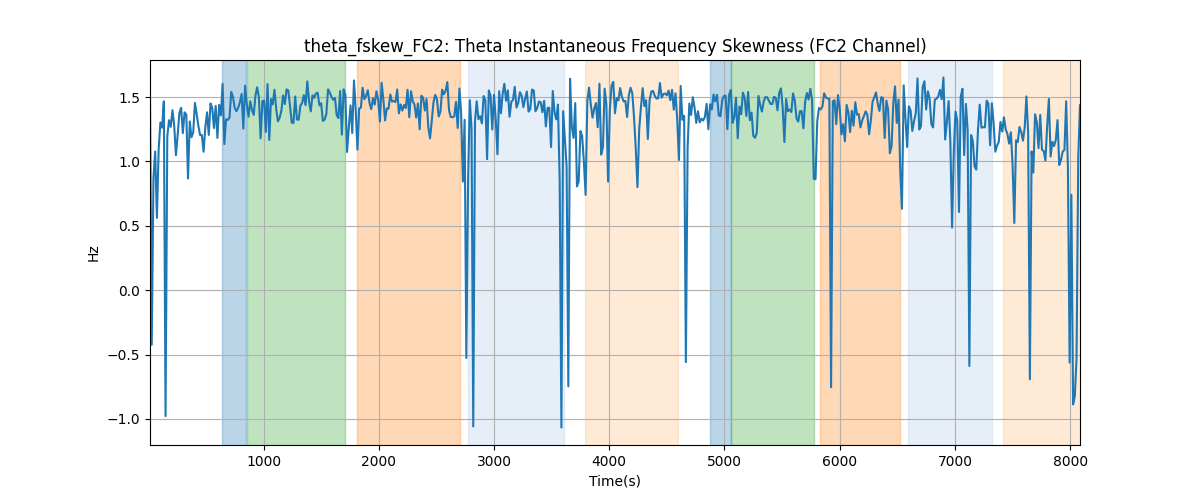 theta_fskew_FC2: Theta Instantaneous Frequency Skewness (FC2 Channel)
1.5
1.0
0.5
0.0
−0.5
−1.0
Hz
1000 2000 3000 4000 5000 6000 7000 8000
Time(s)